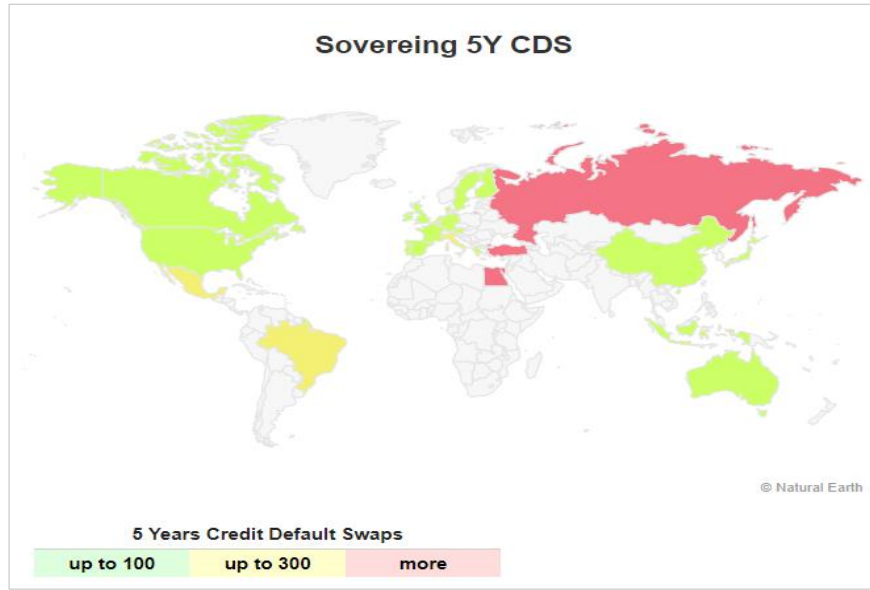 Sovereing 5Y CDS
© Natural Earth
5 Years Credit Default Swaps
up to 100 up to 300 more